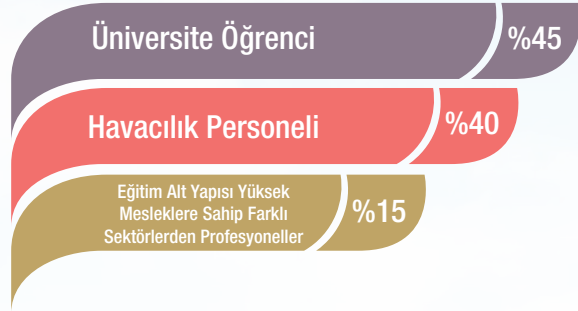 Üniversite Öğrenci
%45
Havacılık Personeli
%40
Eğitim Alt Yapısı Yüksek
Mesleklere Sahip Farklı
Sektörlerden Profesyoneller
%15